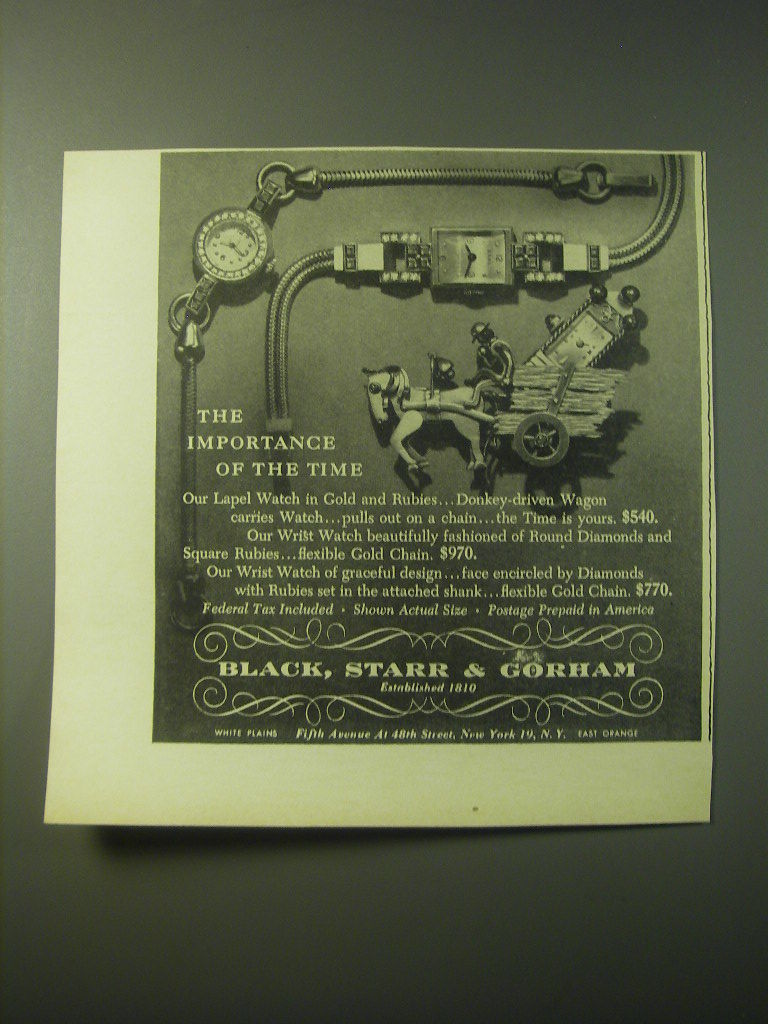 THE
IMPORTANCE
OF THE TIME
Our Lapel Watch in Gold and Rubies...Donkey-driven Wagon
carries Watch...pulls out on a chain...the Time is yours. $540.
Our Wrist Watch beautifully fashioned of Round Diamonds and
Square Rubies...flexible Gold Chain. $970.
Our Wrist Watch of graceful design...face encircled by Diamonds
with Rubies set in the attached shank...flexible Gold Chain. $770.
Federal Tax Included • Shown Actual Size • Postage Prepaid in America
BLACK, STARR & GORHAM
Established 1810
WHITE PLAINS Fifth Avenue At 48th Street, New York 19, N. Y. EAST ORANGE